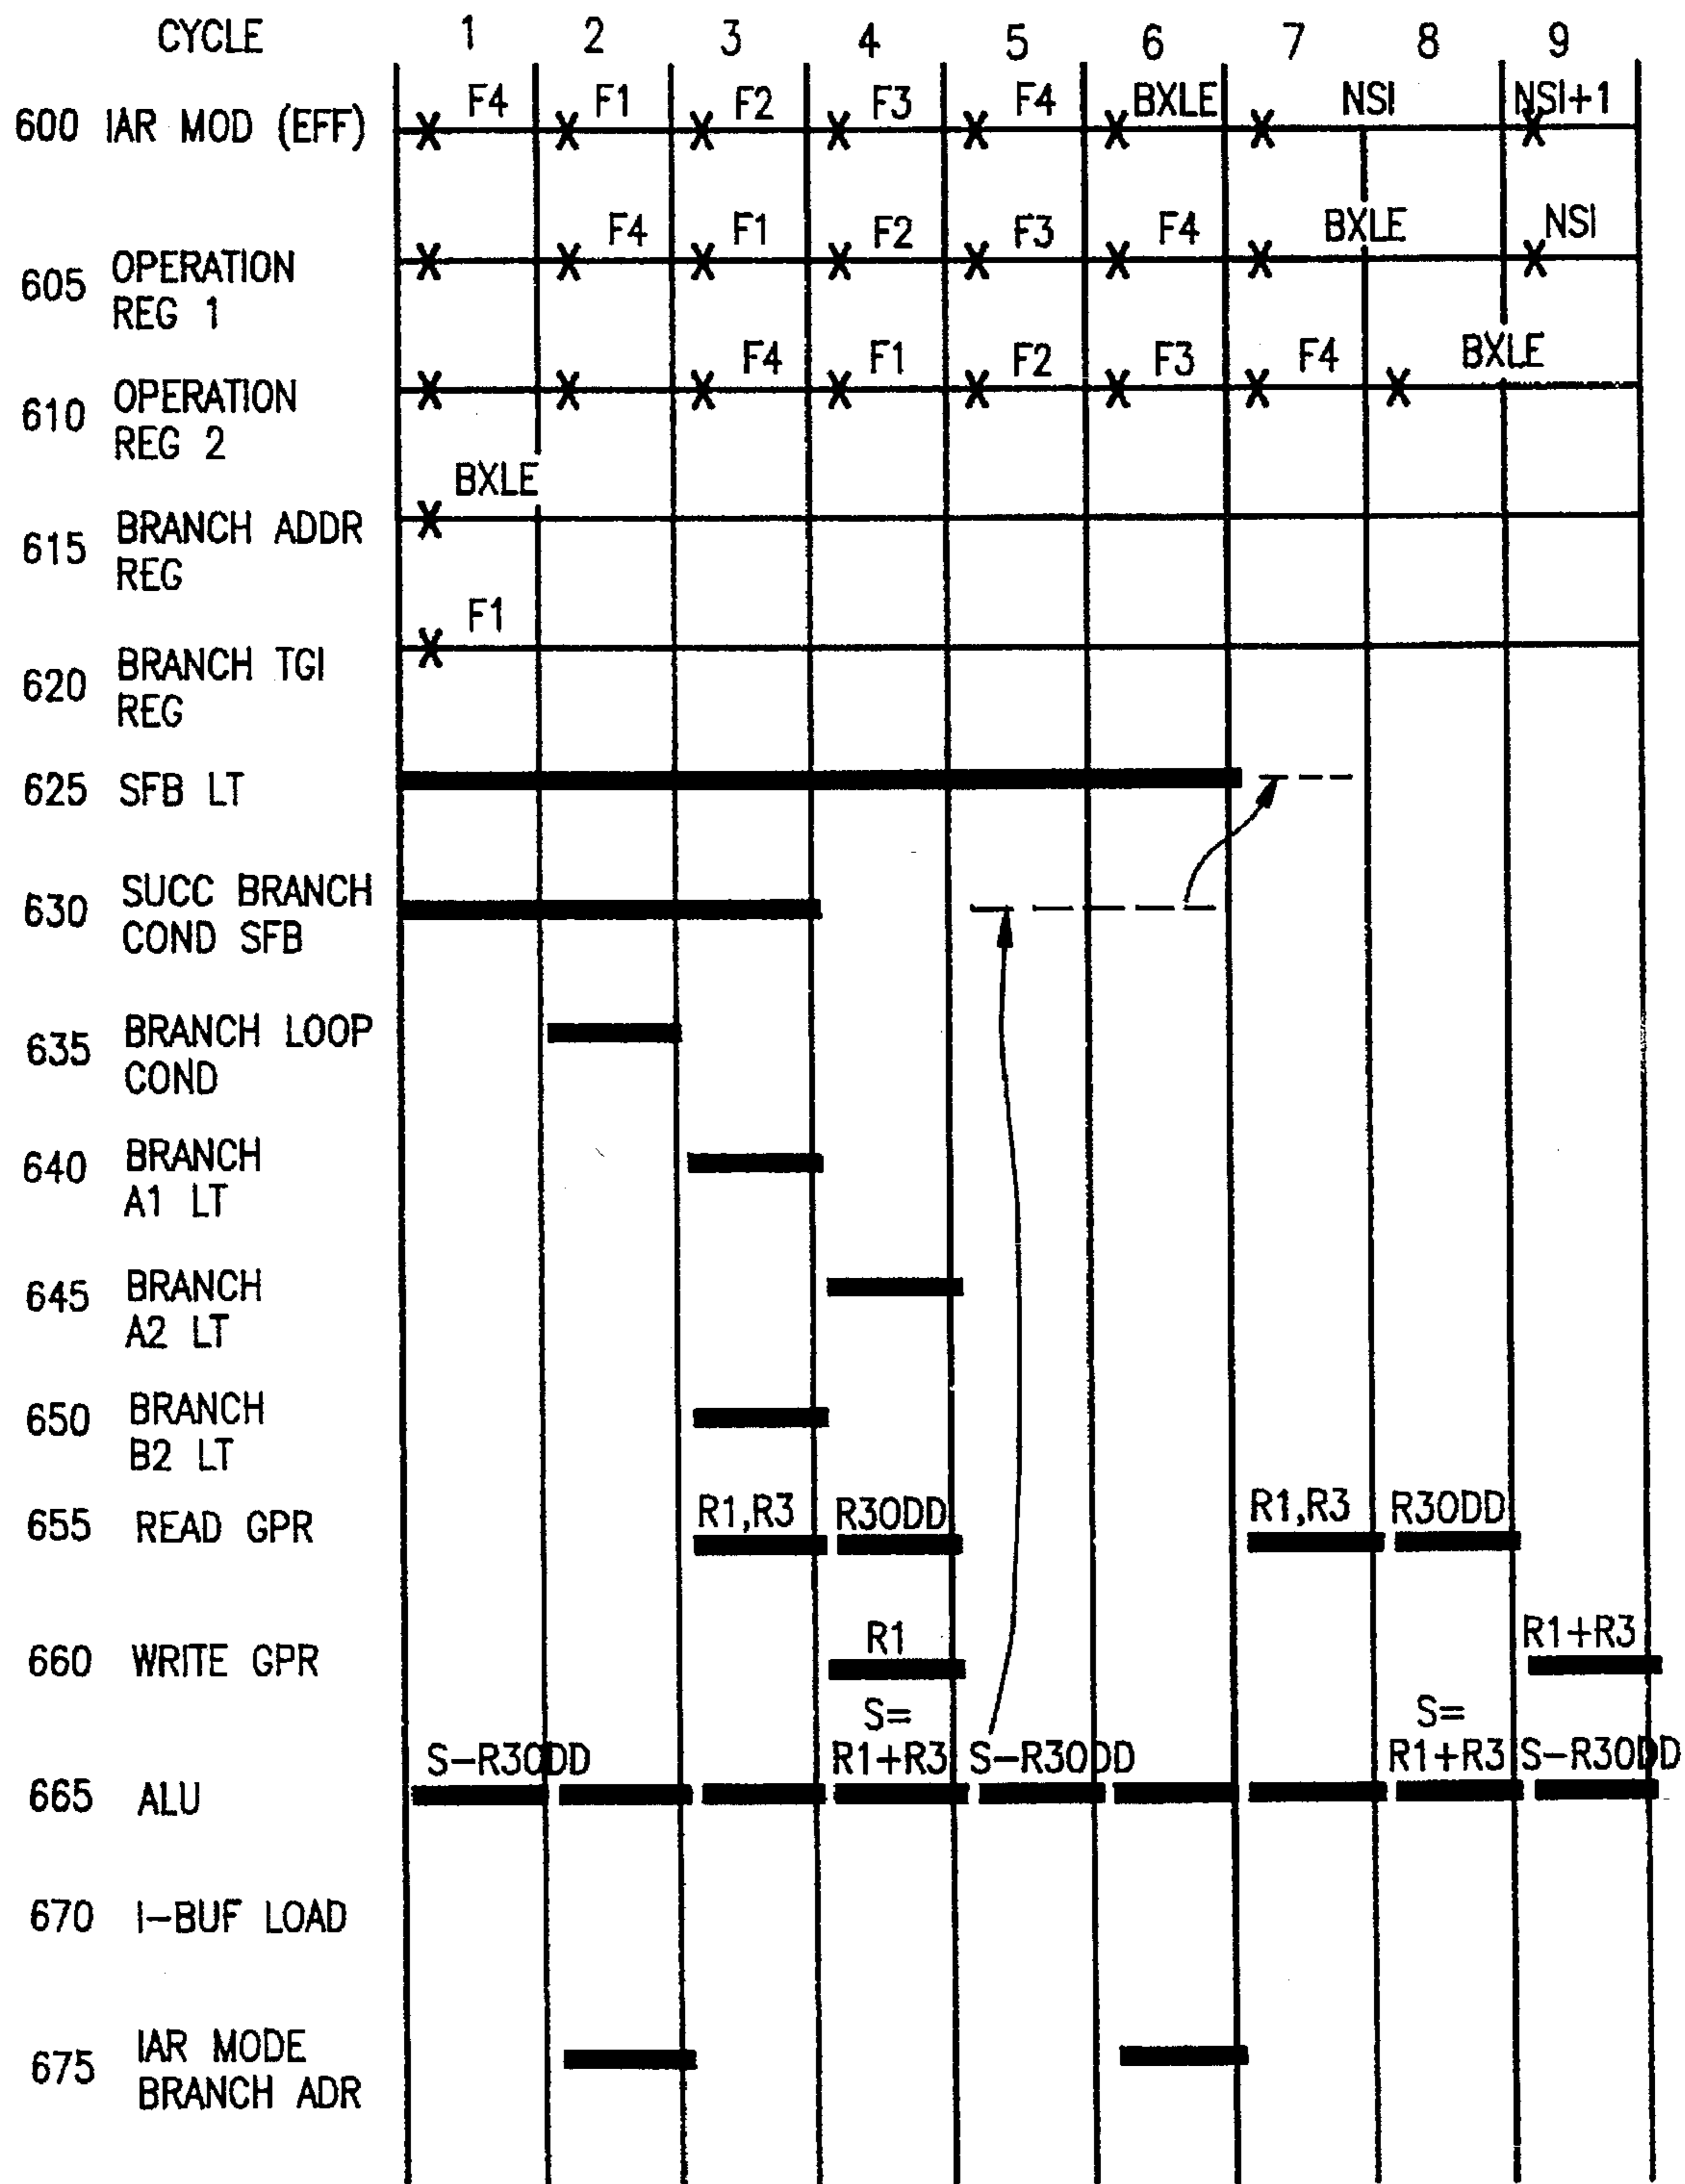 CYCLE 1 2 3 4 5 6 7 8 9
600 IAR MOD (EFF) F4 F1 F2 F3 F4 BXLE NSI NSI+1
F4 F1 F2 F3 F4 BXLE NSI
605 OPERATION
REG 1
F4 F1 F2 F3 F4 BXLE
610 OPERATION
REG 2
BXLE
615 BRANCH ADDR
REG
F1
620 BRANCH TGI
REG
625 SFB LT
630 SUCC BRANCH
COND SFB
635 BRANCH LOOP
COND
640 BRANCH
A1 LT
645 BRANCH
A2 LT
650 BRANCH
B2 LT
655 READ GPR R1,R3 R3ODD R1,R3 R3ODD
660 WRITE GPR R1 R1+R3
S= S=
S-R3ODD R1+R3 S-R3ODD R1+R3 S-R3ODD
665 ALU
670 I-BUF LOAD
675 IAR MODE
BRANCH ADR